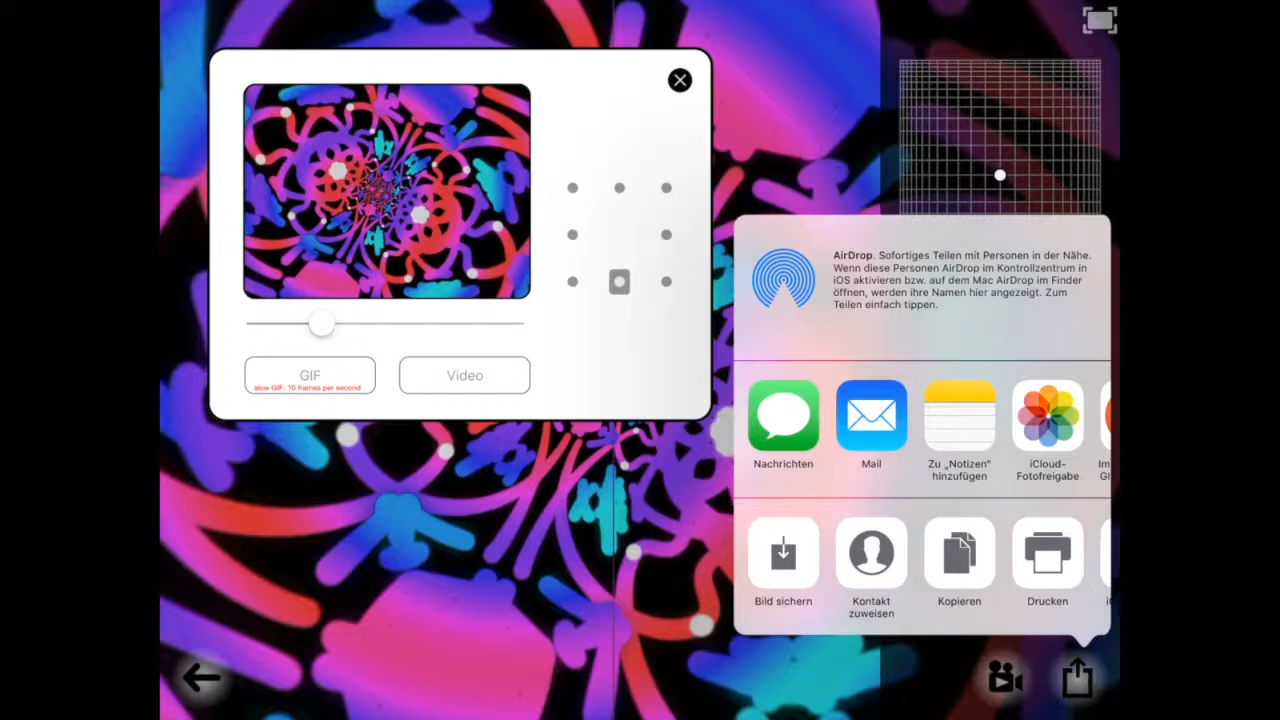 GIF
slow GIF: 10 frames per second
Video
AirDrop. Sofortiges Teilen mit Personen in der Nähe.
Wenn diese Personen AirDrop im Kontrollzentrum in
iOS aktivieren bzw. auf dem Mac AirDrop im Finder
öffnen, werden ihre Namen hier angezeigt. Zum
Teilen einfach tippen.
Nachrichten
Mail
Zu „Notizen“
hinzufügen
iCloud-
Fotofreigabe
Bild sichern
Kontakt
zuweisen
Kopieren
Drucken